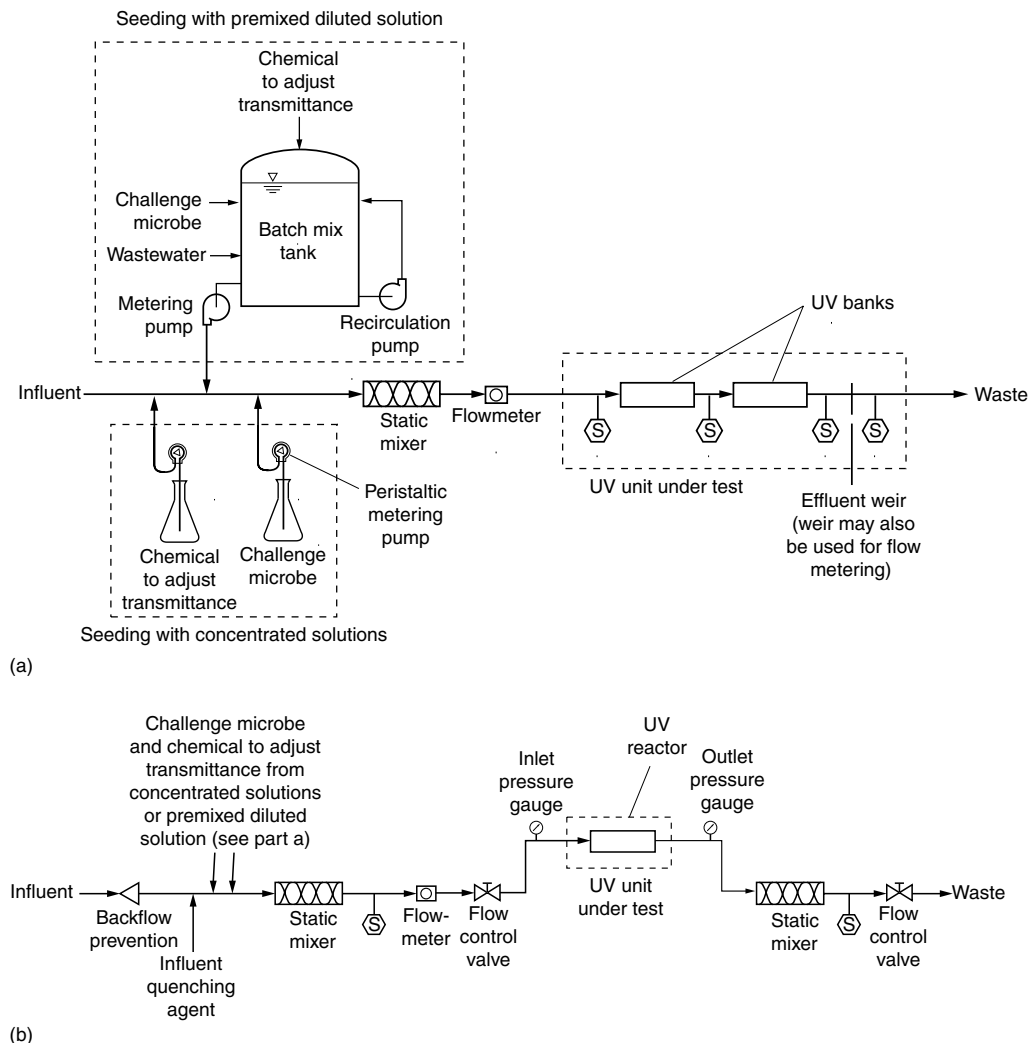 Seeding with premixed diluted solution
Chemical
to adjust
transmittance
Challenge
microbe
Batch mix
tank
Wastewater
Metering
pump
Recirculation
pump
UV banks
Influent
Static
mixer
Flowmeter
Waste
S
S
S
S
UV unit under test
Peristaltic
metering
pump
Effluent weir
(weir may also
be used for flow
metering)
Chemical
to adjust
transmittance
Challenge
microbe
Seeding with concentrated solutions
(a)
Challenge microbe
and chemical to adjust
transmittance from
concentrated solutions
or premixed diluted
solution (see part a)
Inlet
pressure
gauge
UV
reactor
Outlet
pressure
gauge
UV unit
under test
Influent
Backflow
prevention
Influent
quenching
agent
Static
mixer
S
Flow-
meter
Flow
control
valve
Static
mixer
S
Flow
control
valve
Waste
(b)